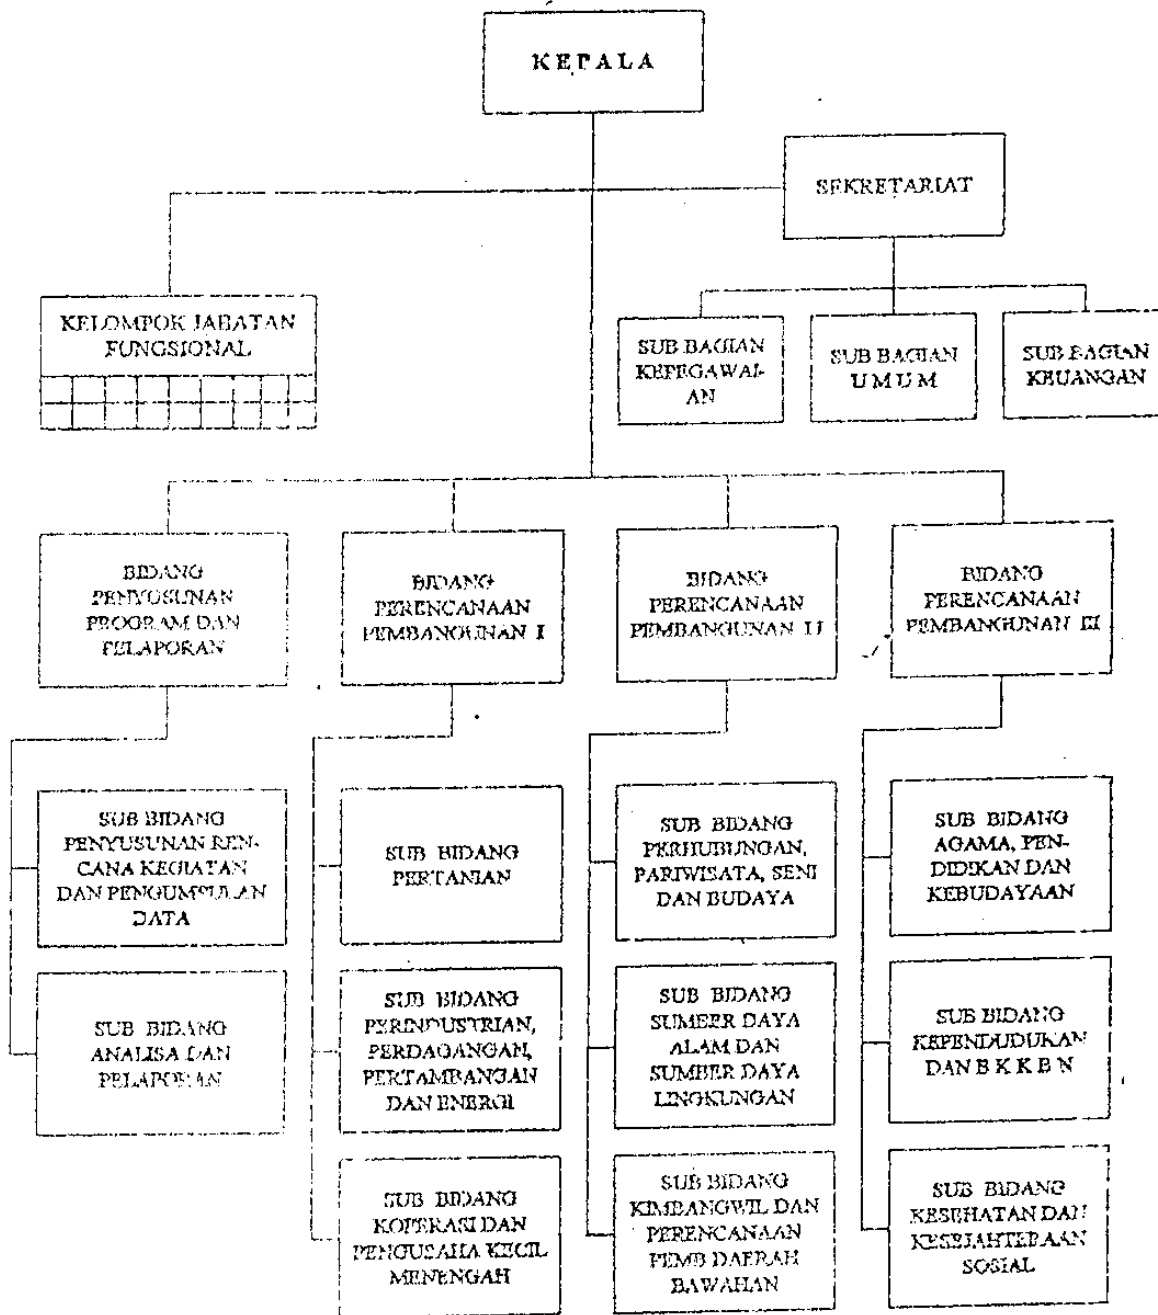 KEPALA
SEKRETARIAT
KELOMPOK JABATAN
FUNGSIONAL
SUB BAGIAN
KEPEGAWAI-
AN
SUB BAGIAN
U M U M
SUB BAGIAN
KEUANGAN
BIDANG
PENYUSUNAN
PROGRAM DAN
PELAPORAN
BIDANG
PERENCANAAN
PEMBANGUNAN I
BIDANG
PERENCANAAN
PEMBANGUNAN II
BIDANG
PERENCANAAN
PEMBANGUNAN III
SUB BIDANG
PENYUSUNAN REN-
CANA KEGIATAN
DAN PENGUMPULAN
DATA
SUB BIDANG
PERTANIAN
SUB BIDANG
PERHUBUNGAN,
PARIWISATA, SENI
DAN BUDAYA
SUB BIDANG
AGAMA, PEN-
DIDIKAN DAN
KEBUDAYAAN
SUB BIDANG
ANALISA DAN
PELAPORAN
SUB BIDANG
PERINDUSTRIAN,
PERDAGANGAN,
PERTAMBANGAN
DAN ENERGI
SUB BIDANG
SUMBER DAYA
ALAM DAN
SUMBER DAYA
LINGKUNGAN
SUB BIDANG
KEPENDUDUKAN
DAN B K K B N
SUB BIDANG
KOPERASI DAN
PENGUSAHA KECIL
MENENGAH
SUB BIDANG
KIMBANGWIL DAN
PERENCANAAN
PEMB DAERAH
BAWAHAN
SUB BIDANG
KESEHATAN DAN
KESEJAHTERAAN
SOSIAL